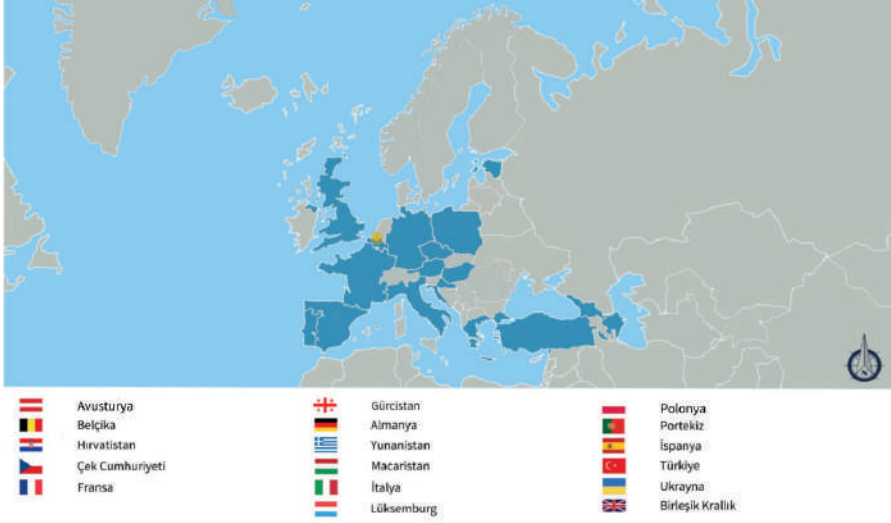 Avusturya
Belçika
Hırvatistan
Çek Cumhuriyeti
Fransa
Gürcistan
Almanya
Yunanistan
Macaristan
İtalya
Lüksemburg
Polonya
Portekiz
İspanya
Türkiye
Ukrayna
Birleşik Krallık